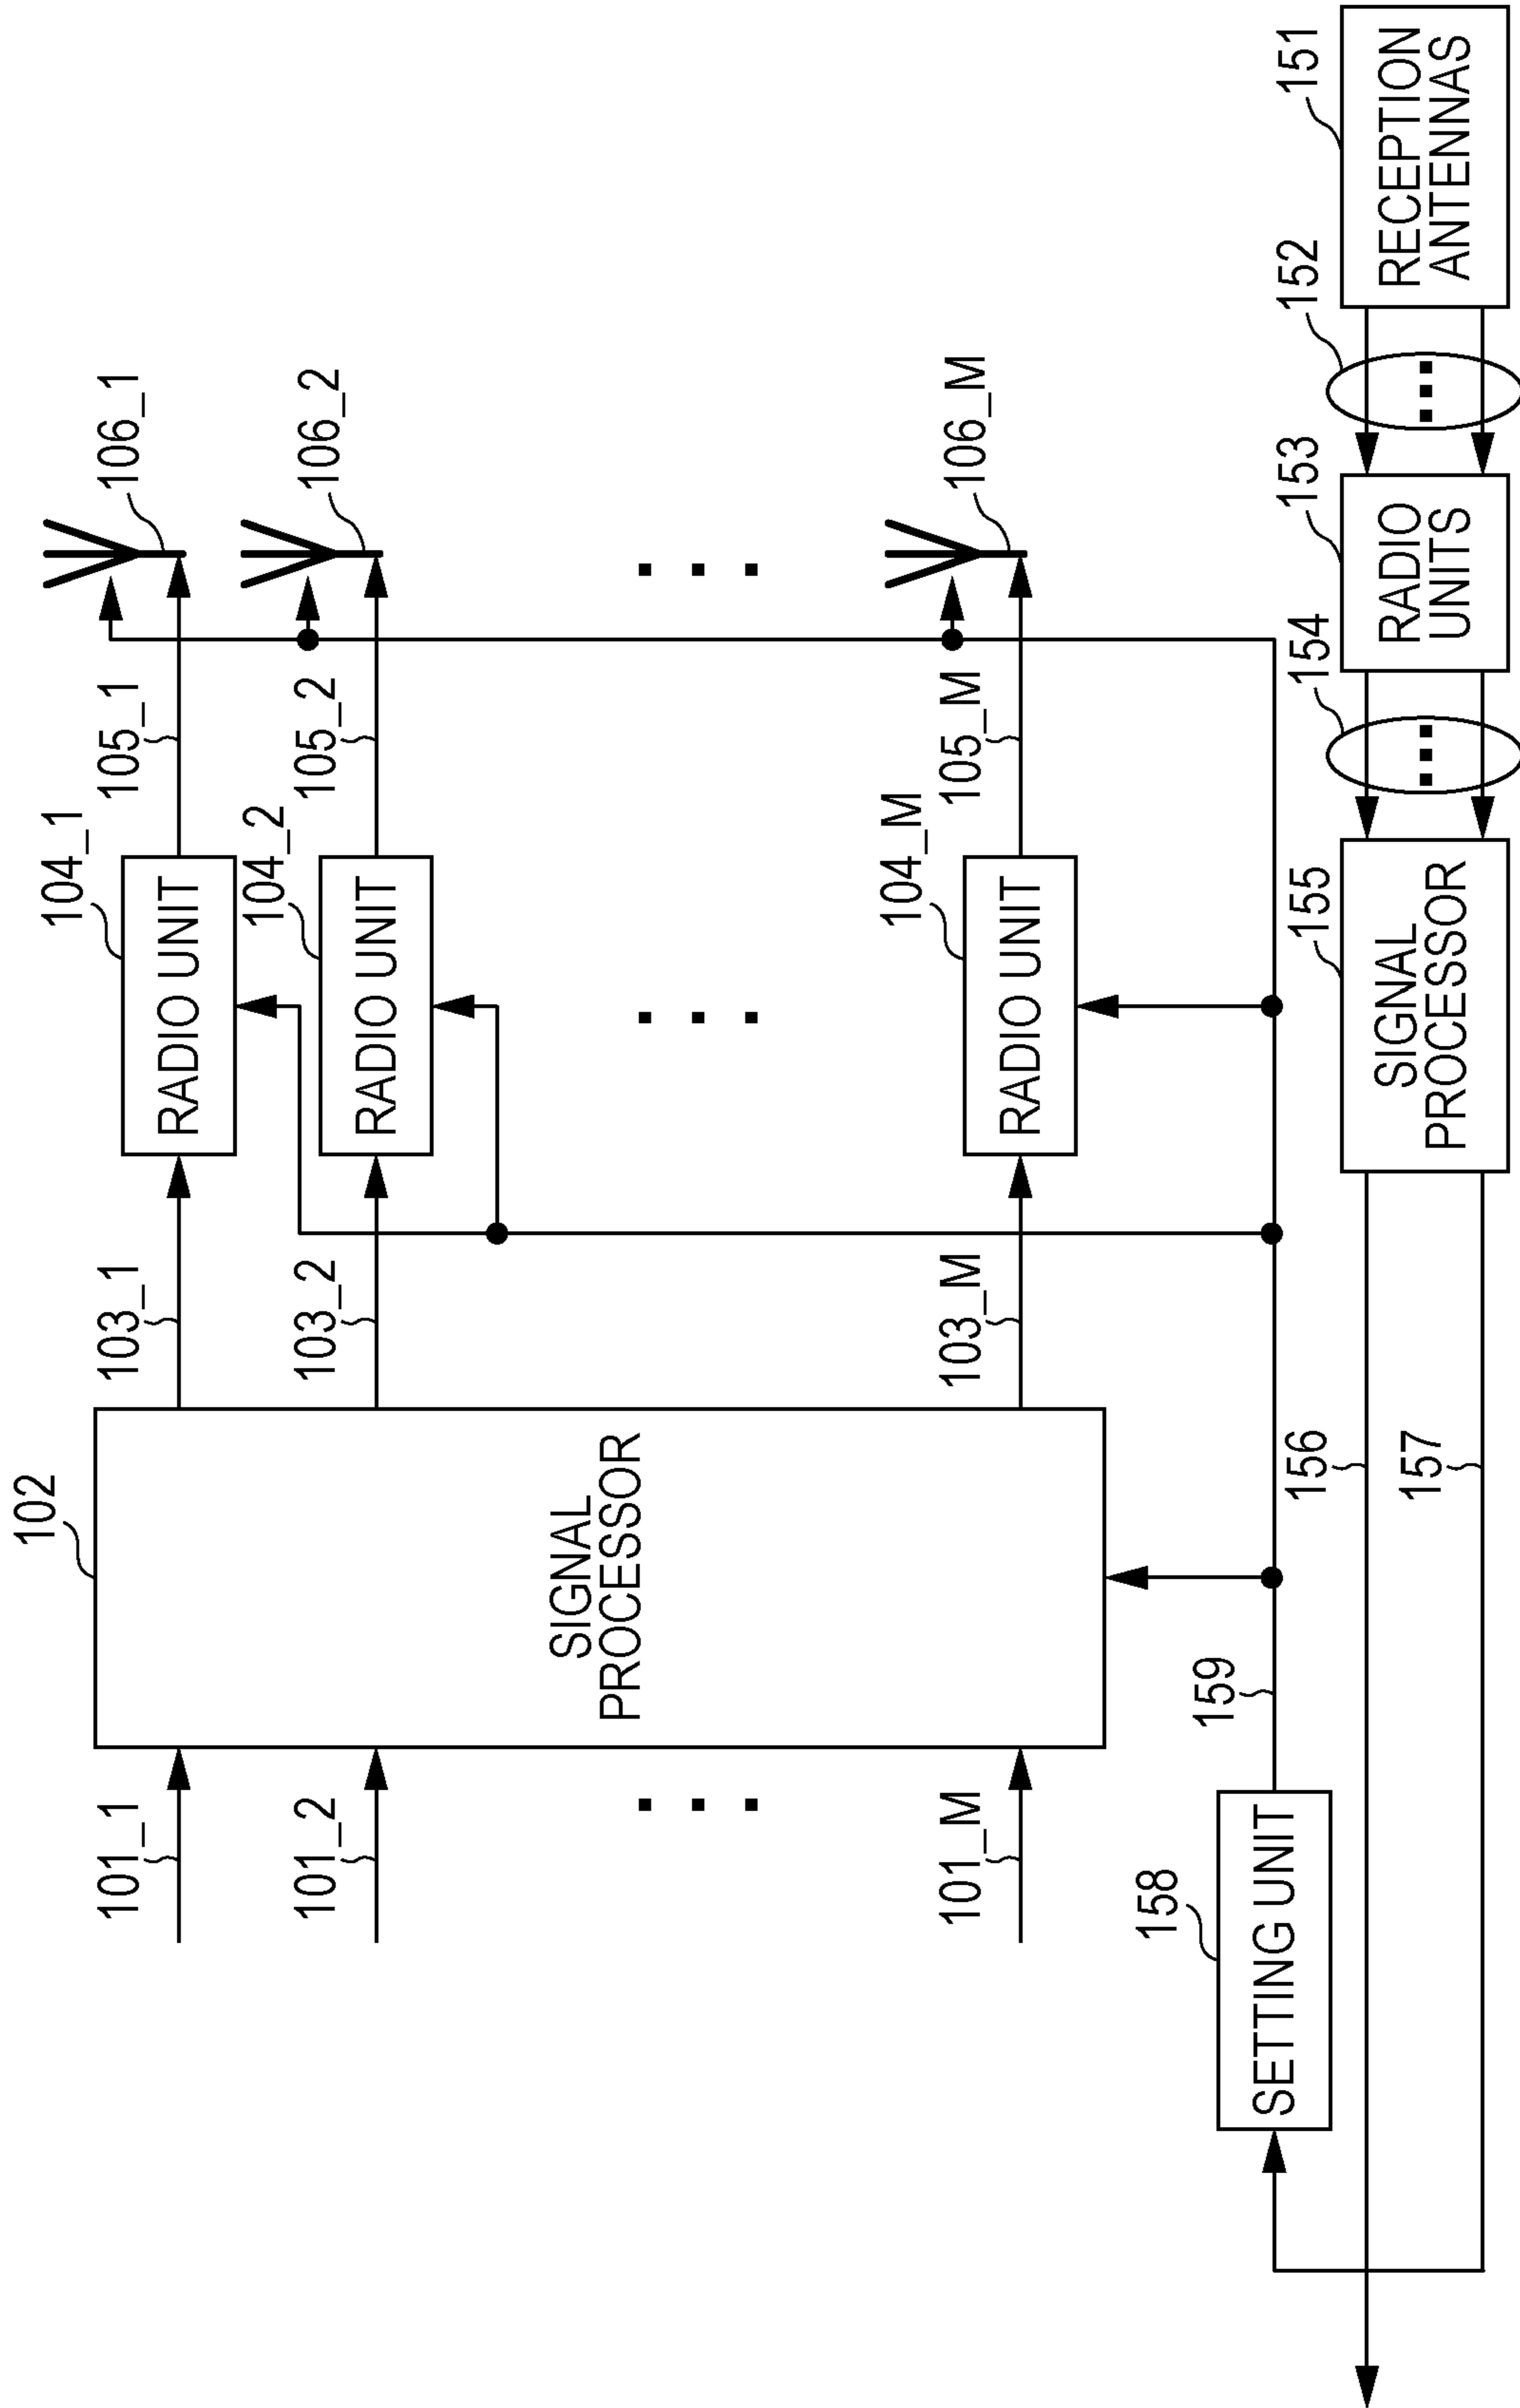 102
101_1
103_1
104_1
RADIO UNIT
105_1
106_1
101_2
103_2
104_2
RADIO UNIT
105_2
106_2
SIGNAL
PROCESSOR
101_M
103_M
104_M
RADIO UNIT
105_M
106_M
158
SETTING UNIT
159
156
157
155
SIGNAL
PROCESSOR
154
153
RADIO
UNITS
152
151
RECEPTION
ANTENNAS